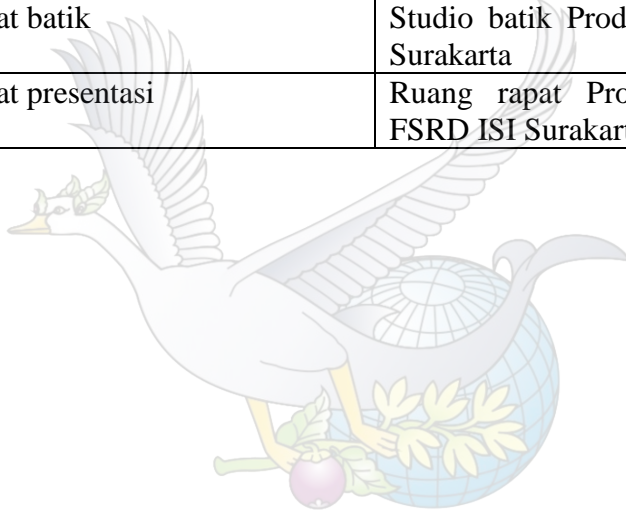 at batik
Studio batik Prod
Surakarta
at presentasi
Ruang rapat Pro
FSRD ISI Surakart